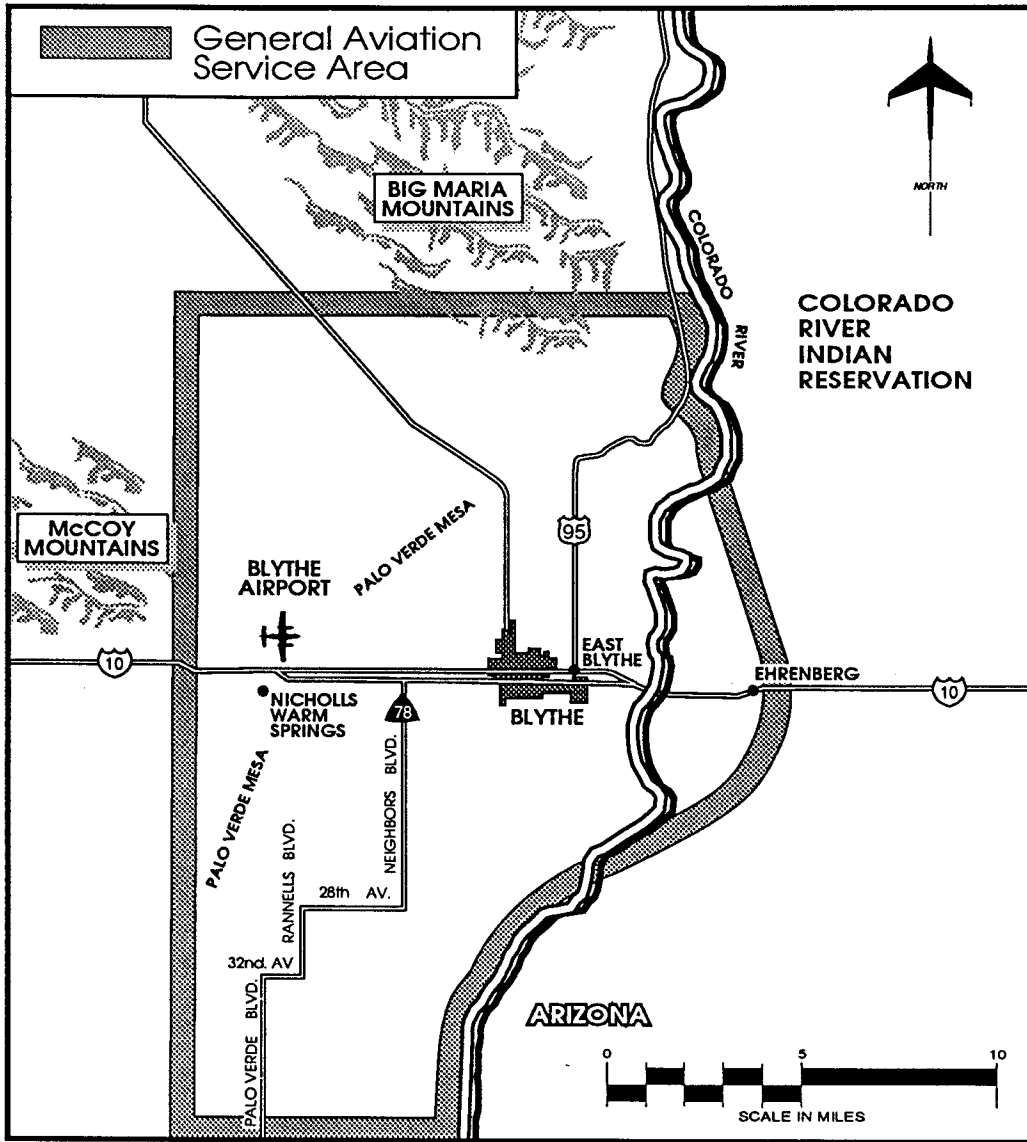 General Aviation
Service Area
BIG MARIA
MOUNTAINS
NORTH
COLORADO
RIVER
COLORADO
RIVER
INDIAN
RESERVATION
McCOY
MOUNTAINS
95
PALO VERDE MESA
BLYTHE
AIRPORT
10
EAST
BLYTHE
EHRENBERG
10
NICHOLLS
WARM
SPRINGS
78
BLYTHE
PALO VERDE MESA
NEIGHBORS BLVD.
RANNELLS BLVD.
28th AV.
32nd. AV
PALO VERDE BLVD.
ARIZONA
0 5 10
SCALE IN MILES